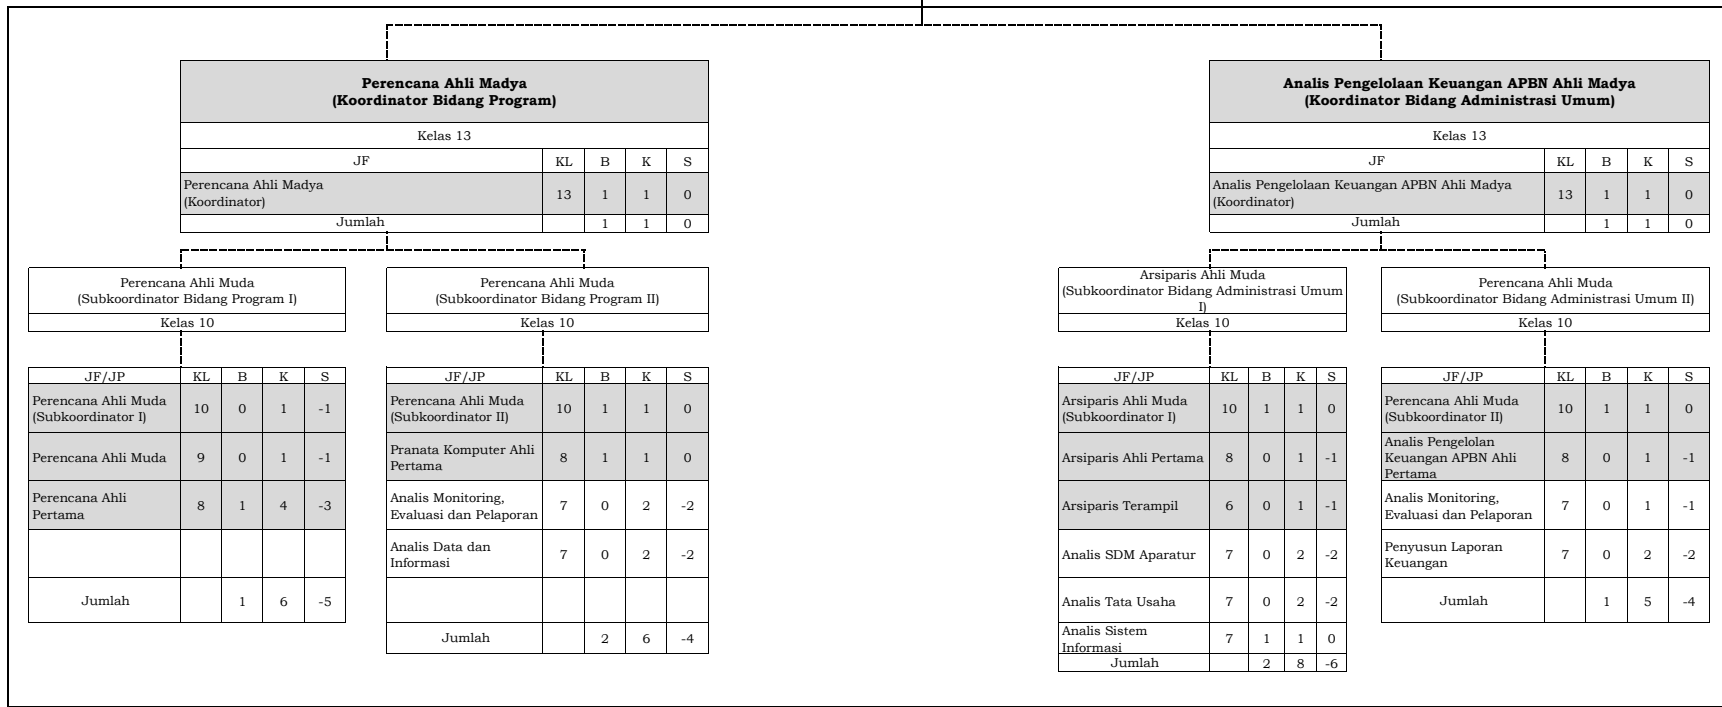 Perencana Ahli Madya
(Koordinator Bidang Program)
Kelas 13
JF KL B K S
Perencana Ahli Madya
(Koordinator) 13 1 1 0
Jumlah 1 1 0
Analis Pengelolaan Keuangan APBN Ahli Madya
(Koordinator Bidang Administrasi Umum)
Kelas 13
JF KL B K S
Analis Pengelolaan Keuangan APBN Ahli Madya
(Koordinator) 13 1 1 0
Jumlah 1 1 0
Perencana Ahli Muda
(Subkoordinator Bidang Program I)
Kelas 10
JF/JP KL B K S
Perencana Ahli Muda
(Subkoordinator I) 10 0 1 -1
Perencana Ahli Muda 9 0 1 -1
Perencana Ahli
Pertama 8 1 4 -3
Jumlah 1 6 -5
Perencana Ahli Muda
(Subkoordinator Bidang Program II)
Kelas 10
JF/JP KL B K S
Perencana Ahli Muda
(Subkoordinator II) 10 1 1 0
Pranata Komputer Ahli
Pertama 8 1 1 0
Analis Monitoring,
Evaluasi dan Pelaporan 7 0 2 -2
Analis Data dan
Informasi 7 0 2 -2
Jumlah 2 6 -4
Arsiparis Ahli Muda
(Subkoordinator Bidang Administrasi Umum
I)
Kelas 10
JF/JP KL B K S
Arsiparis Ahli Muda
(Subkoordinator I) 10 1 1 0
Arsiparis Ahli Pertama 8 0 1 -1
Arsiparis Terampil 6 0 1 -1
Analis SDM Aparatur 7 0 2 -2
Analis Tata Usaha 7 0 2 -2
Analis Sistem
Informasi 7 1 1 0
Jumlah 2 8 -6
Perencana Ahli Muda
(Subkoordinator Bidang Administrasi Umum II)
Kelas 10
JF/JP KL B K S
Perencana Ahli Muda
(Subkoordinator II) 10 1 1 0
Analis Pengelolan
Keuangan APBN Ahli
Pertama 8 0 1 -1
Analis Monitoring,
Evaluasi dan Pelaporan 7 0 1 -1
Penyusun Laporan
Keuangan 7 0 2 -2
Jumlah 1 5 -4